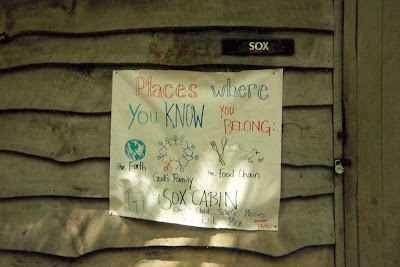 SOX
Places where
You KNOW YOU
BELONG:
the Earth
God's Family
the Food Chain
SOX CABIN